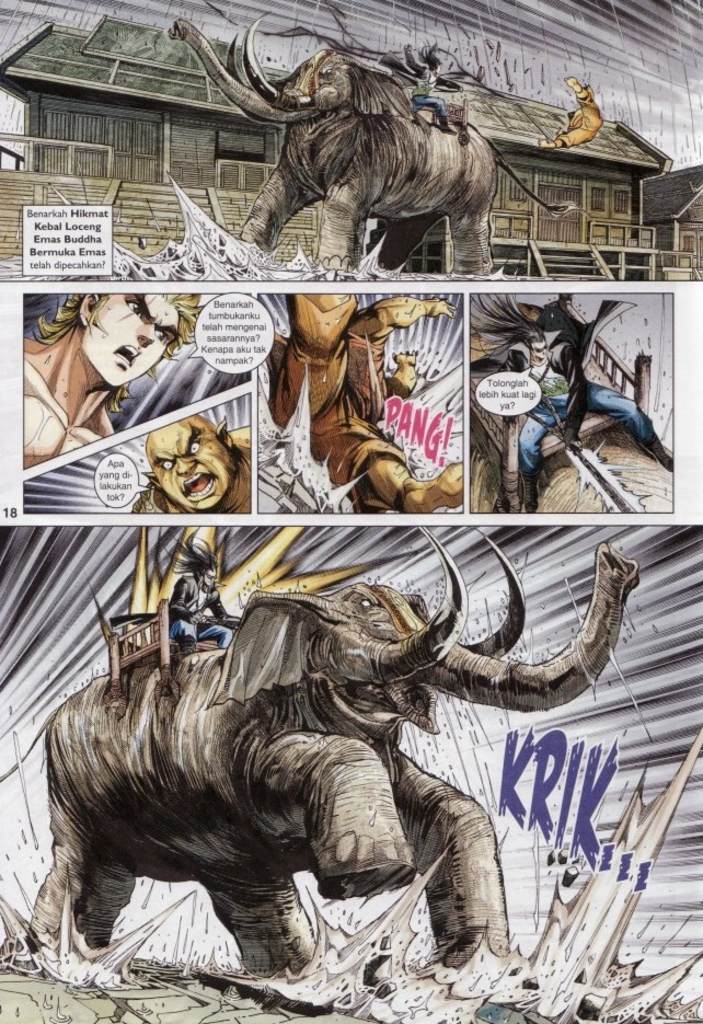 Benarkah Hikmat
Kebal Loceng
Emas Buddha
Bermuka Emas
telah dipecahkan?
Benarkah
tumbukanku
telah mengenai
sasarannya?
Kenapa aku tak
nampak?
Apa
yang di-
lakukan
tok?
PANG!
Tolonglah
lebih kuat lagi
ya?
18
KRIK...